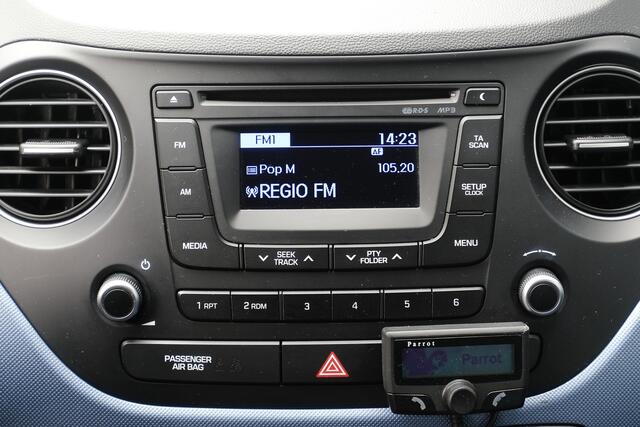 RDS MP3
FM1 14:23
AF
Pop M 105.20
REGIO FM
FM
AM
MEDIA
TA
SCAN
SETUP
CLOCK
MENU
SEEK
TRACK
PTY
FOLDER
1 RPT 2 RDM 3 4 5 6
PASSENGER
AIR BAG
Parrot
Parrot